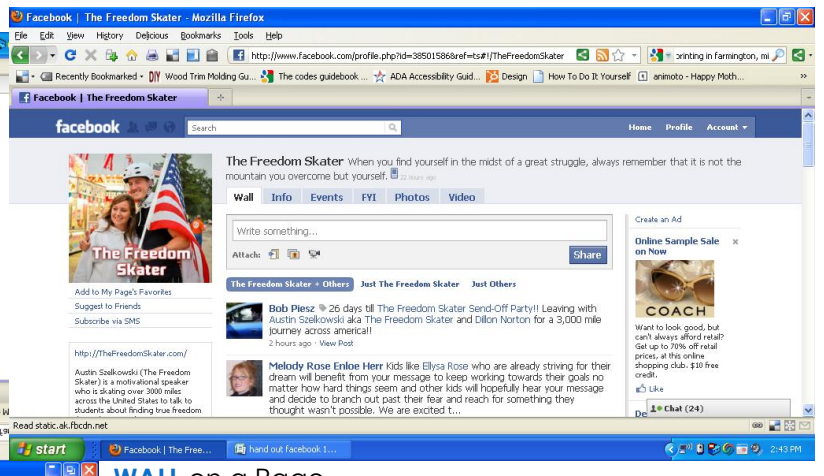 Facebook | The Freedom Skater - Mozilla Firefox
File Edit View History Delicious Bookmarks Tools Help
http://www.facebook.com/profile.php?id=38501586&ref=ts#!/TheFreedomSkater
printing in farmington, mi
Recently Bookmarked DIY Wood Trim Molding Gu... The codes guidebook ... ADA Accessibility Guid... Design How To Do It Yourself animoto - Happy Moth...
Facebook | The Freedom Skater
facebook Search Home Profile Account
The Freedom Skater When you find yourself in the midst of a great struggle, always remember that it is not the
mountain you overcome but yourself. 22 hours ago
Wall Info Events FYI Photos Video
The Freedom
Skater
Add to My Page's Favorites
Suggest to Friends
Subscribe via SMS
http://TheFreedomSkater.com/
Austin Szelkowski (The Freedom
Skater) is a motivational speaker
who is skating over 3000 miles
across the United States to talk to
students about finding true freedom
Write something...
Attach: Share
The Freedom Skater + Others Just The Freedom Skater Just Others
Bob Piesz 26 days till The Freedom Skater Send-Off Party!! Leaving with
Austin Szelkowski aka The Freedom Skater and Dillon Norton for a 3,000 mile
journey across america!!
2 hours ago · View Post
Melody Rose Enloe Herr Kids like Ellysa Rose who are already striving for their
dream will benefit from your message to keep working towards their goals no
matter how hard things seem and other kids will hopefully hear your message
and decide to branch out past their fear and reach for something they
thought wasn't possible. We are excited t...
Create an Ad
Online Sample Sale x
on Now
COACH
Want to look good, but
can't always afford retail?
Get up to 70% off retail
prices, at this online
shopping club. $10 free
credit.
Like
De
Chat (24)
Read static.ak.fbcdn.net
start Facebook | The Free... hand out facebook 1... 2:43 PM
WALL on a Page